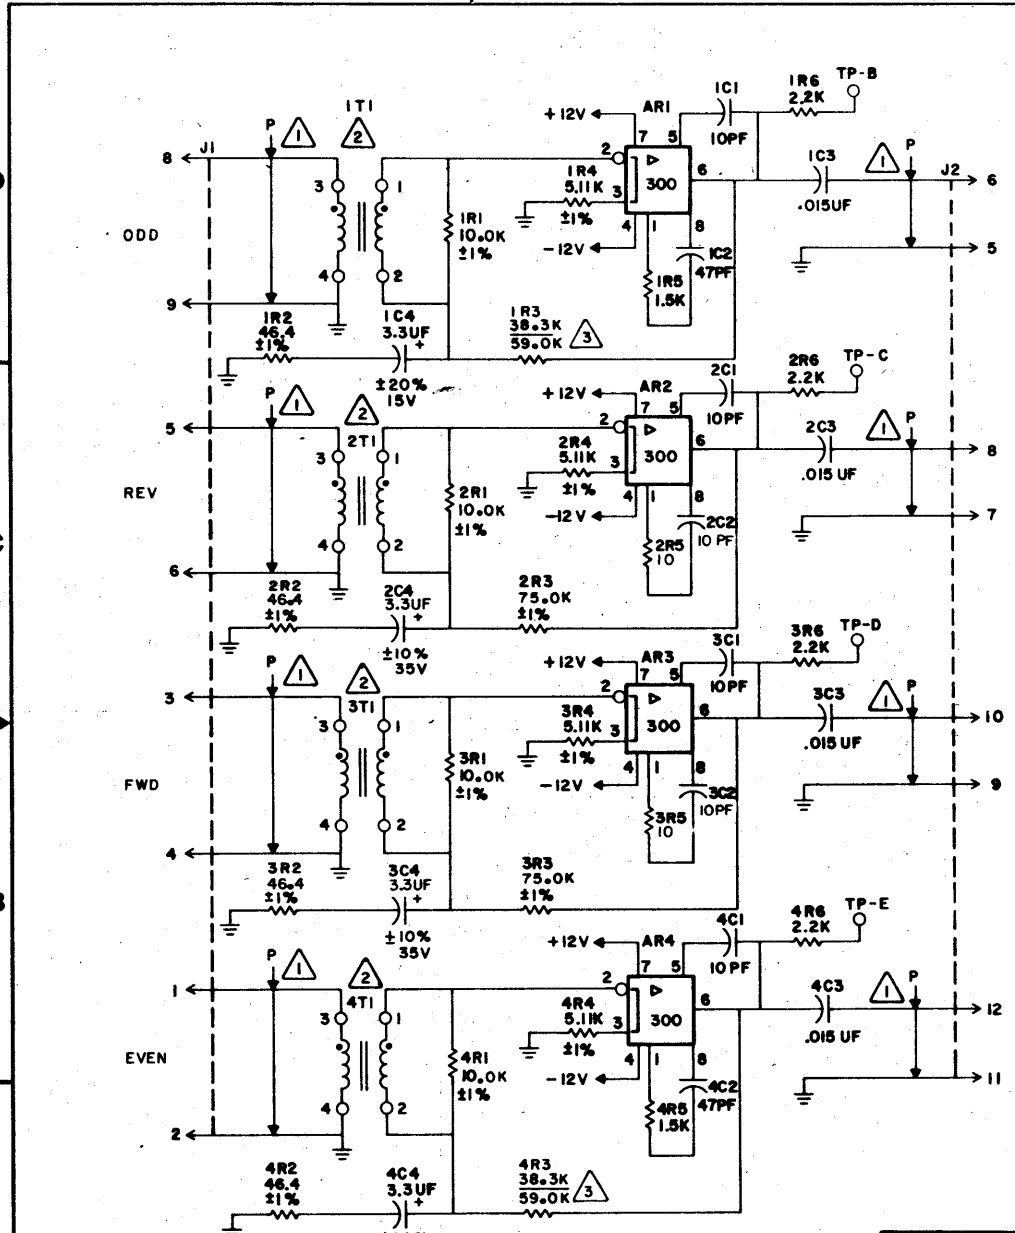 1T1
P 1 2
J1
8
3 1
ODD
4 2
9
1R1
10.0K
±1%
1R2
46.4
±1%
1C4
3.3UF
+
±20%
15V
1R3
38.3K
59.0K
3
+12V
AR1
1C1
10PF
1R6
2.2K
TP-B
7 5
2
300
6
3
1R4
5.11K
±1%
4 1 8
-12V
1R5
1.5K
1C2
47PF
1C3
.015UF
1
P
J2
6
5
P 1 2
2T1
5
3 1
REV
4 2
6
2R1
10.0K
±1%
2R2
46.4
±1%
2C4
3.3UF
+
±10%
35V
2R3
75.0K
±1%
+12V
AR2
2C1
10PF
2R6
2.2K
TP-C
7 5
2
300
6
3
2R4
5.11K
±1%
4 1 8
-12V
2R5
10
2C2
10PF
2C3
.015UF
1
P
8
7
P 1 2
3T1
3
3 1
FWD
4 2
4
3R1
10.0K
±1%
3R2
46.4
±1%
3C4
3.3UF
+
±10%
35V
3R3
75.0K
±1%
+12V
AR3
3C1
10PF
3R6
2.2K
TP-D
7 5
2
300
6
3
3R4
5.11K
±1%
4 1 8
-12V
3R5
10
3C2
10PF
3C3
.015UF
1
P
10
9
P 1 2
4T1
1
3 1
EVEN
4 2
2
4R1
10.0K
±1%
4R2
46.4
±1%
4C4
3.3UF
+
4R3
38.3K
59.0K
3
+12V
AR4
4C1
10PF
4R6
2.2K
TP-E
7 5
2
300
6
3
4R4
5.11K
±1%
4 1 8
-12V
4R5
1.5K
4C2
47PF
4C3
.015UF
1
P
12
11